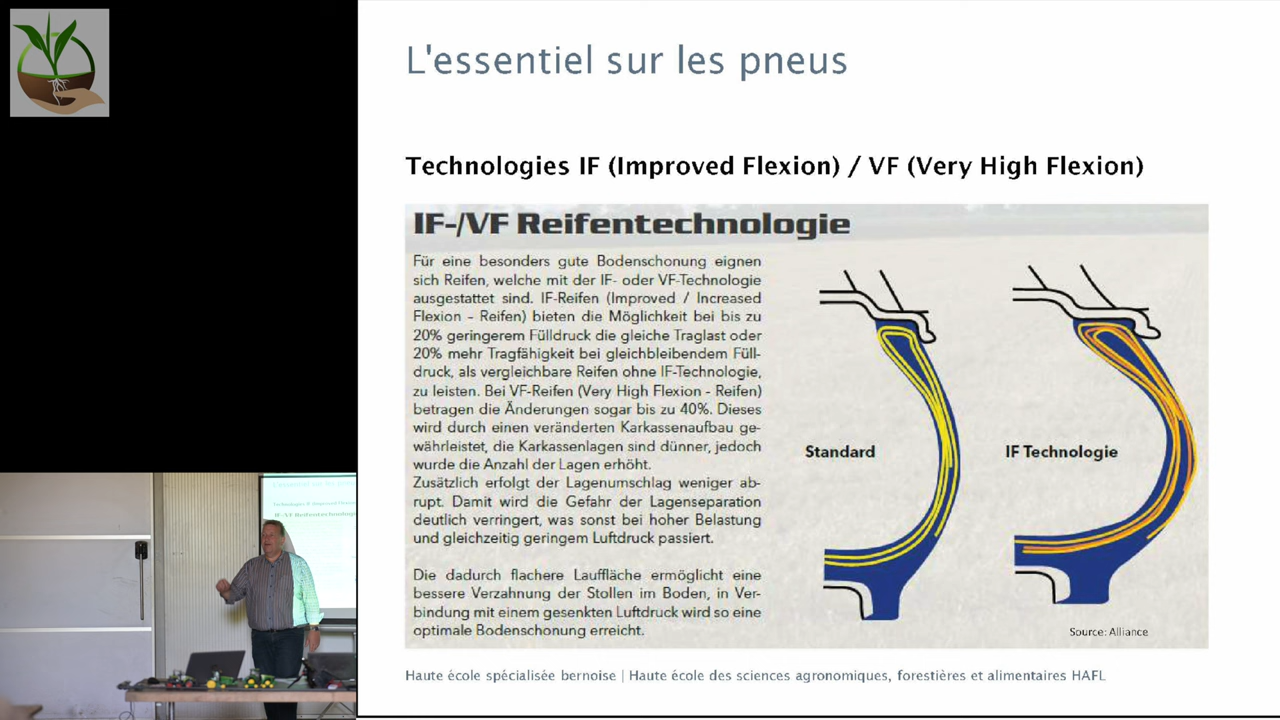 L'essentiel sur les pneus
Technologies IF (Improved Flexion) / VF (Very High Flexion)
IF-/VF Reifentechnologie
Für eine besonders gute Bodenschonung eignen
sich Reifen, welche mit der IF- oder VF-Technologie
ausgestattet sind. IF-Reifen (Improved / Increased
Flexion - Reifen) bieten die Möglichkeit bei bis zu
20% geringerem Fülldruck die gleiche Traglast oder
20% mehr Tragfähigkeit bei gleichbleibendem Füll-
druck, als vergleichbare Reifen ohne IF-Technologie,
zu leisten. Bei VF-Reifen (Very High Flexion - Reifen)
betragen die Änderungen sogar bis zu 40%. Dieses
wird durch einen veränderten Karkassenaufbau ge-
währleistet, die Karkassenlagen sind dünner, jedoch
wurde die Anzahl der Lagen erhöht.
Zusätzlich erfolgt der Lagenumschlag weniger ab-
rupt. Damit wird die Gefahr der Lagenseparation
deutlich verringert, was sonst bei hoher Belastung
und gleichzeitig geringem Luftdruck passiert.
Die dadurch flachere Lauffläche ermöglicht eine
bessere Verzahnung der Stollen im Boden, in Ver-
bindung mit einem gesenkten Luftdruck wird so eine
optimale Bodenschonung erreicht.
Standard
IF Technologie
Source: Alliance
Haute école spécialisée bernoise | Haute école des sciences agronomiques, forestières et alimentaires HAFL